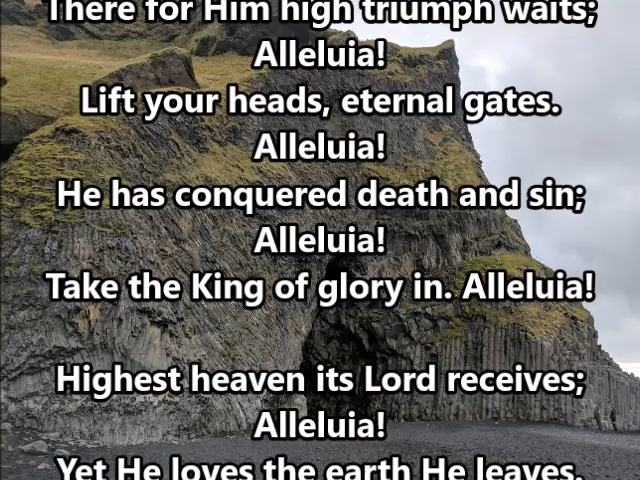 There for Him high triumph waits;
Alleluia!
Lift your heads, eternal gates.
Alleluia!
He has conquered death and sin;
Alleluia!
Take the King of glory in. Alleluia!
Highest heaven its Lord receives;
Alleluia!
Yet He loves the earth He leaves.